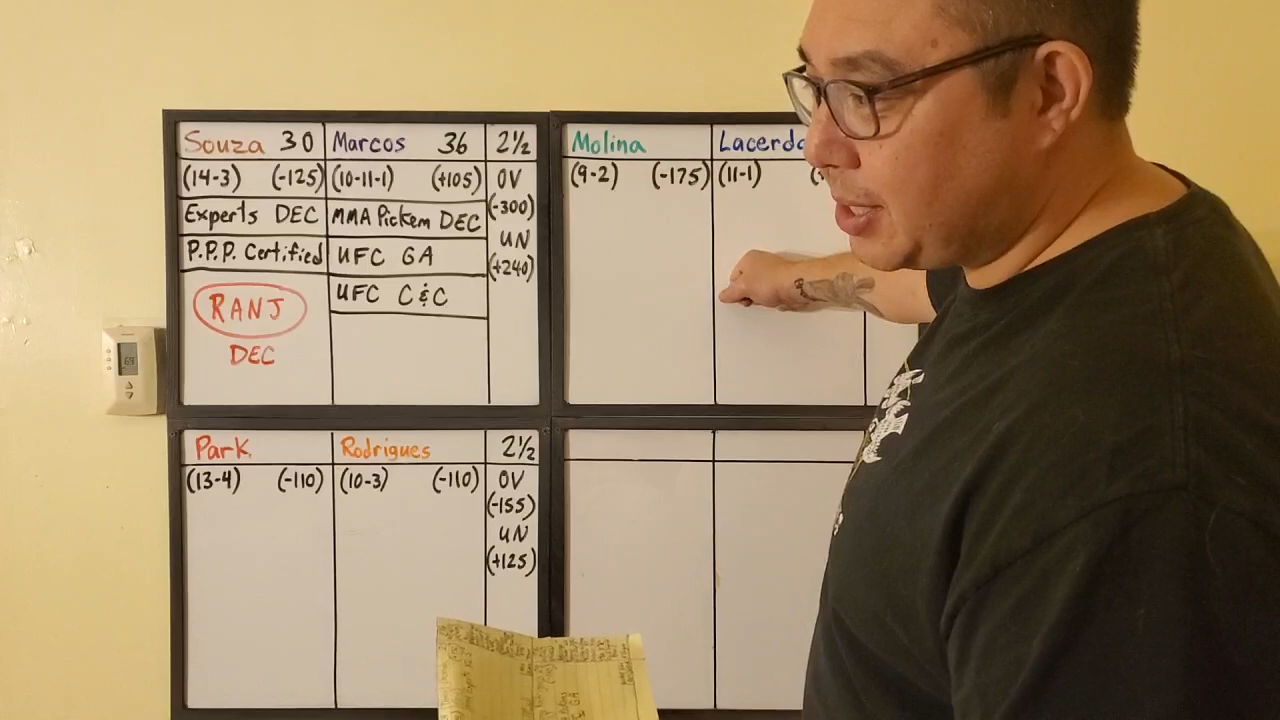 Souza 30 Marcos 36 2½
(14-3) (-125) (10-11-1) (+105) OV
(-300)
Experts DEC MMA Pickem DEC
UN
P.P.P. Certified UFC GA
(+240)
UFC C&C
RANJ
DEC
Molina Lacerda
(9-2) (-175) (11-1)
Park Rodrigues 2½
(13-4) (-110) (10-3) (-110) OV
(-155)
UN
(+125)